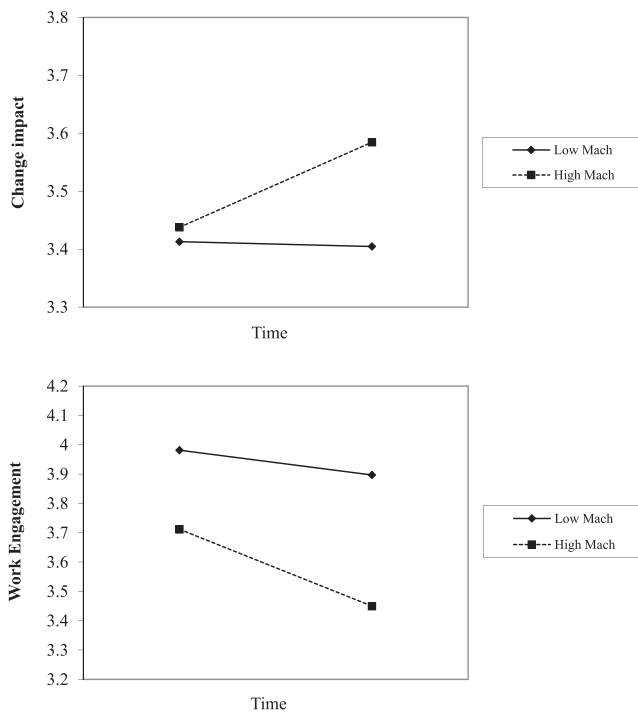 3.8
3.7
3.6
3.5
3.4
3.3
Change impact
Time
Low Mach
High Mach
4.2
4.1
4
3.9
3.8
3.7
3.6
3.5
3.4
3.3
3.2
Work Engagement
Time
Low Mach
High Mach